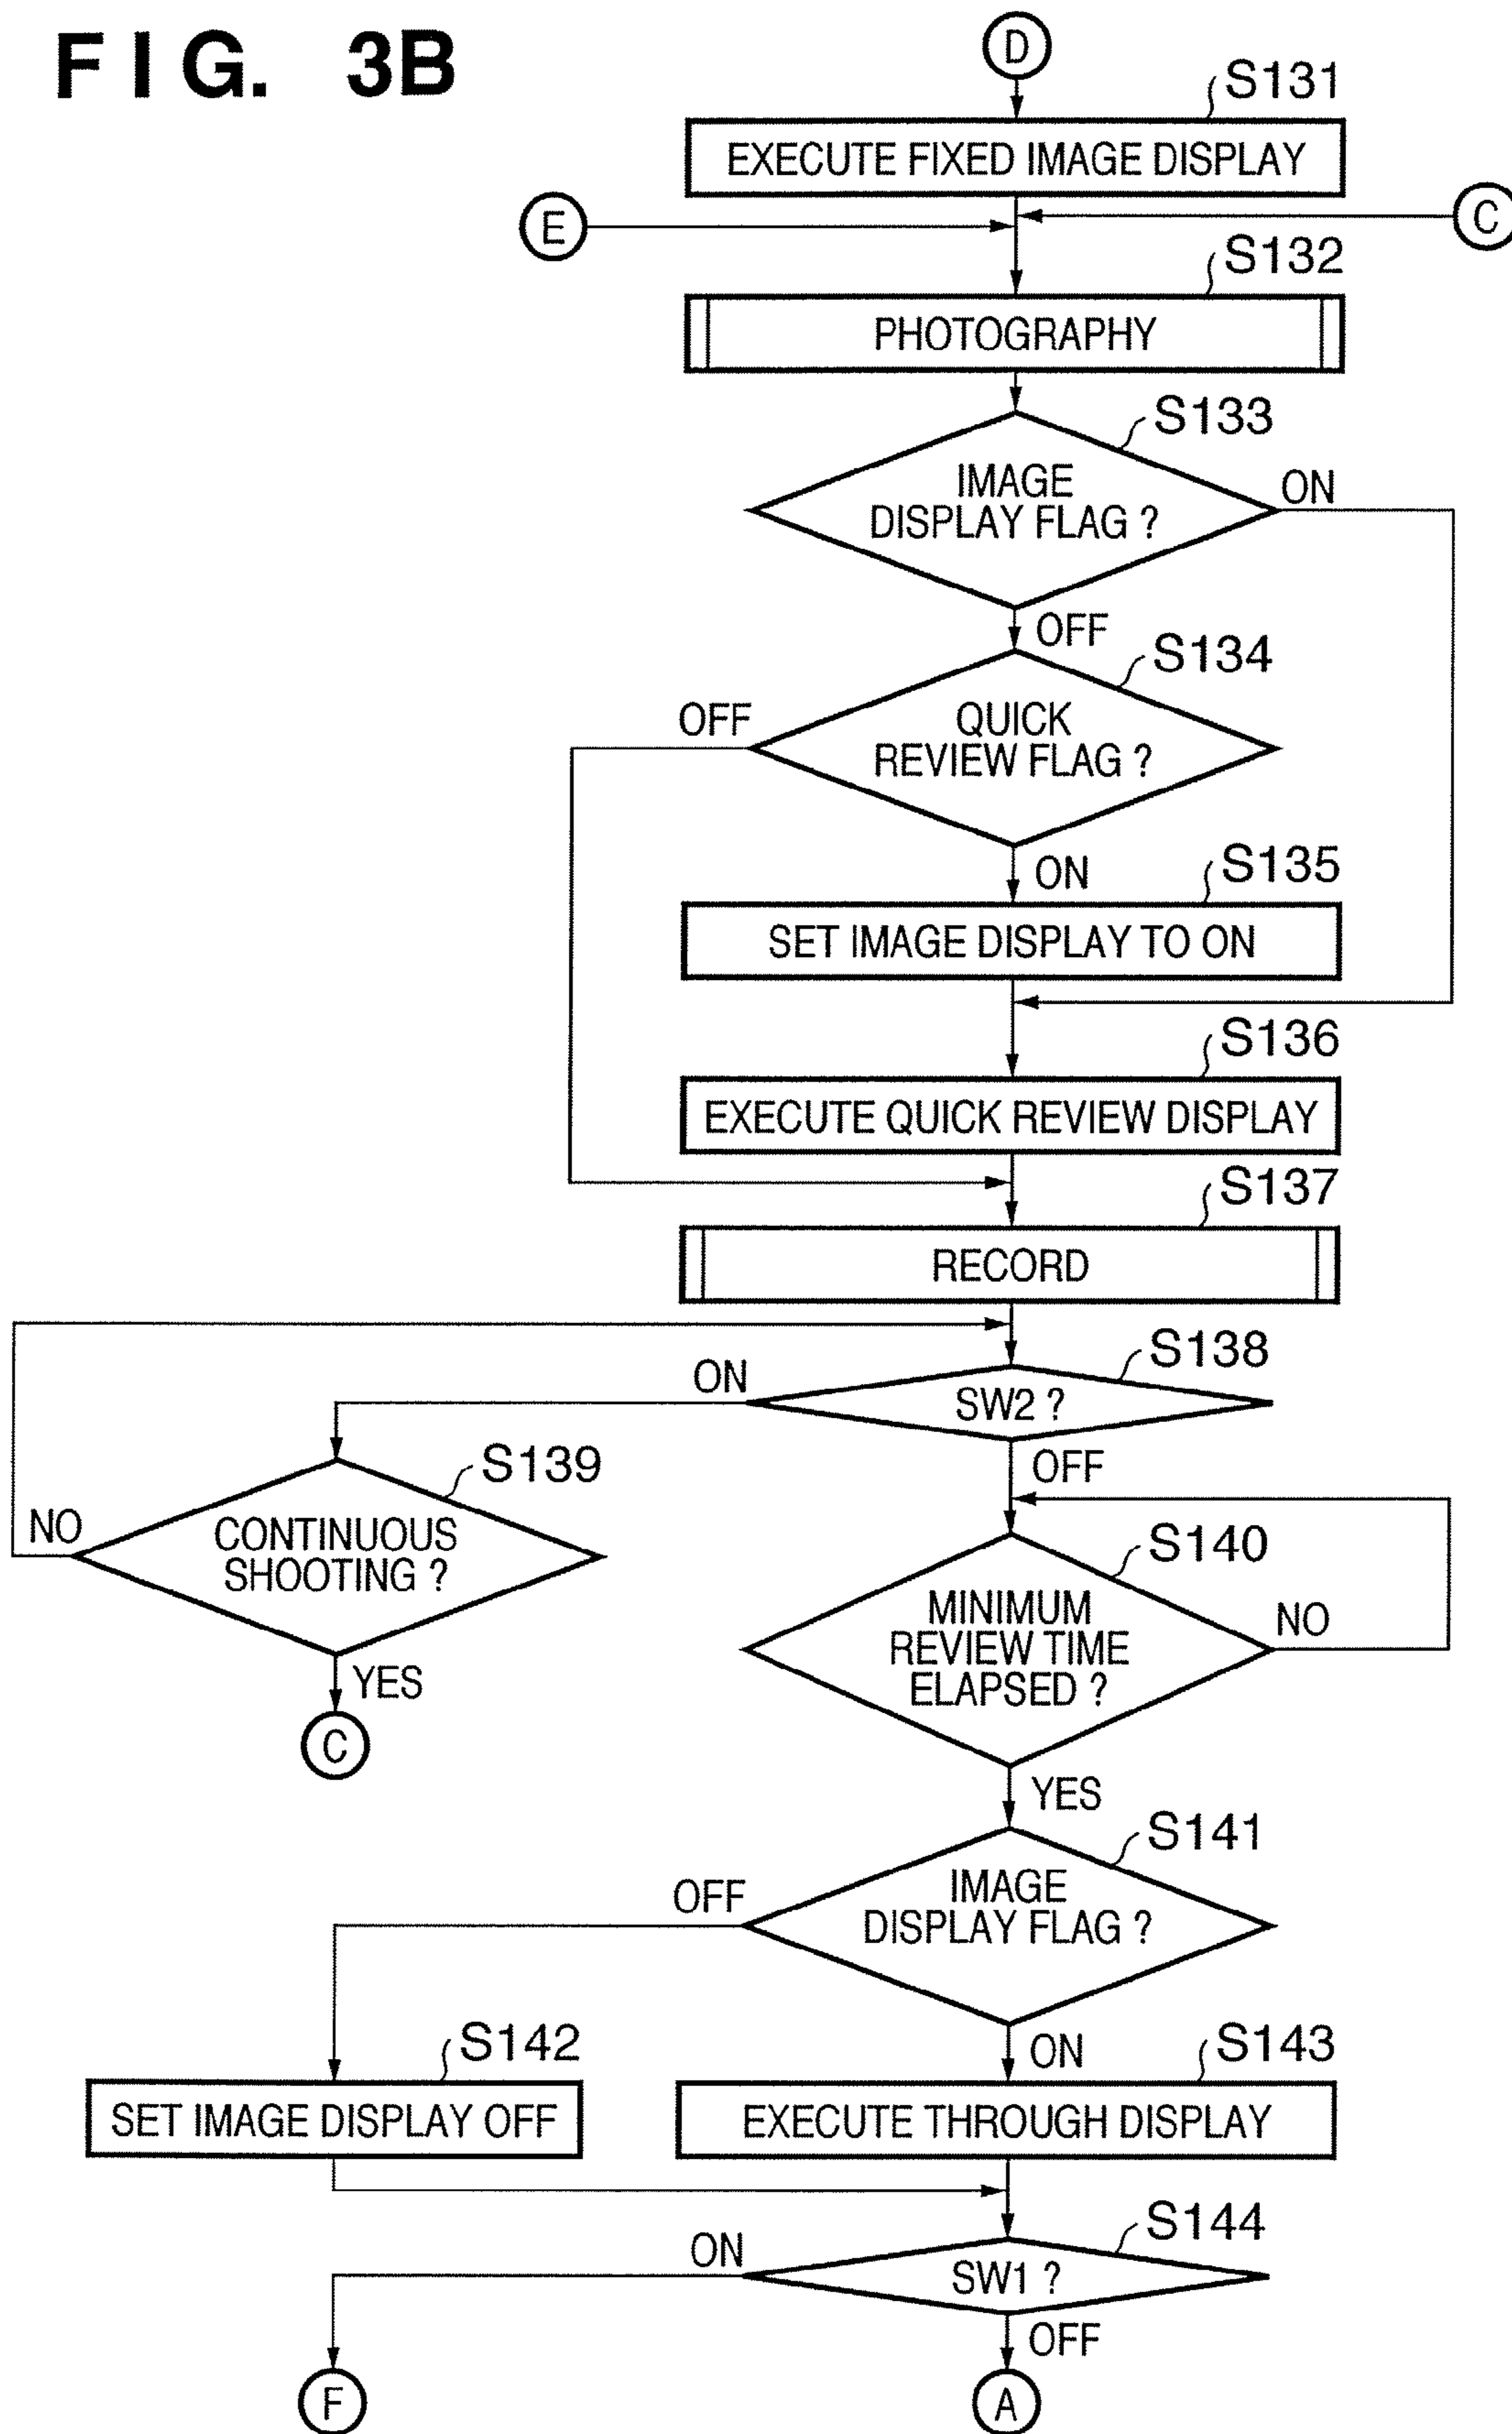 FIG. 3B
D
S131
EXECUTE FIXED IMAGE DISPLAY
E
C
S132
PHOTOGRAPHY
S133
IMAGE
DISPLAY FLAG ?
ON
OFF
S134
QUICK
REVIEW FLAG ?
OFF
ON
S135
SET IMAGE DISPLAY TO ON
S136
EXECUTE QUICK REVIEW DISPLAY
S137
RECORD
S138
SW2 ?
ON
OFF
S139
CONTINUOUS
SHOOTING ?
NO
YES
C
S140
MINIMUM
REVIEW TIME
ELAPSED ?
NO
YES
S141
IMAGE
DISPLAY FLAG ?
OFF
ON
S142
SET IMAGE DISPLAY OFF
S143
EXECUTE THROUGH DISPLAY
S144
SW1 ?
ON
OFF
F
A